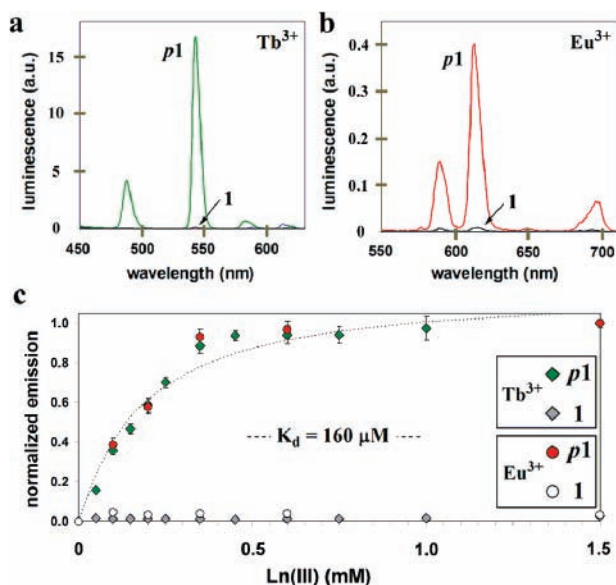 a
Tb³⁺
p1
1
luminescence (a.u.)
15
10
5
0
450 500 550 600
wavelength (nm)
b
Eu³⁺
p1
1
luminescence (a.u.)
0.4
0.3
0.2
0.1
0
550 600 650 700
wavelength (nm)
c
normalized emission
1.0
0.8
0.6
0.4
0.2
0.0
K_d = 160 μM
Tb³⁺ p1
1
Eu³⁺ p1
1
0 0.5 1.0 1.5
Ln(III) (mM)